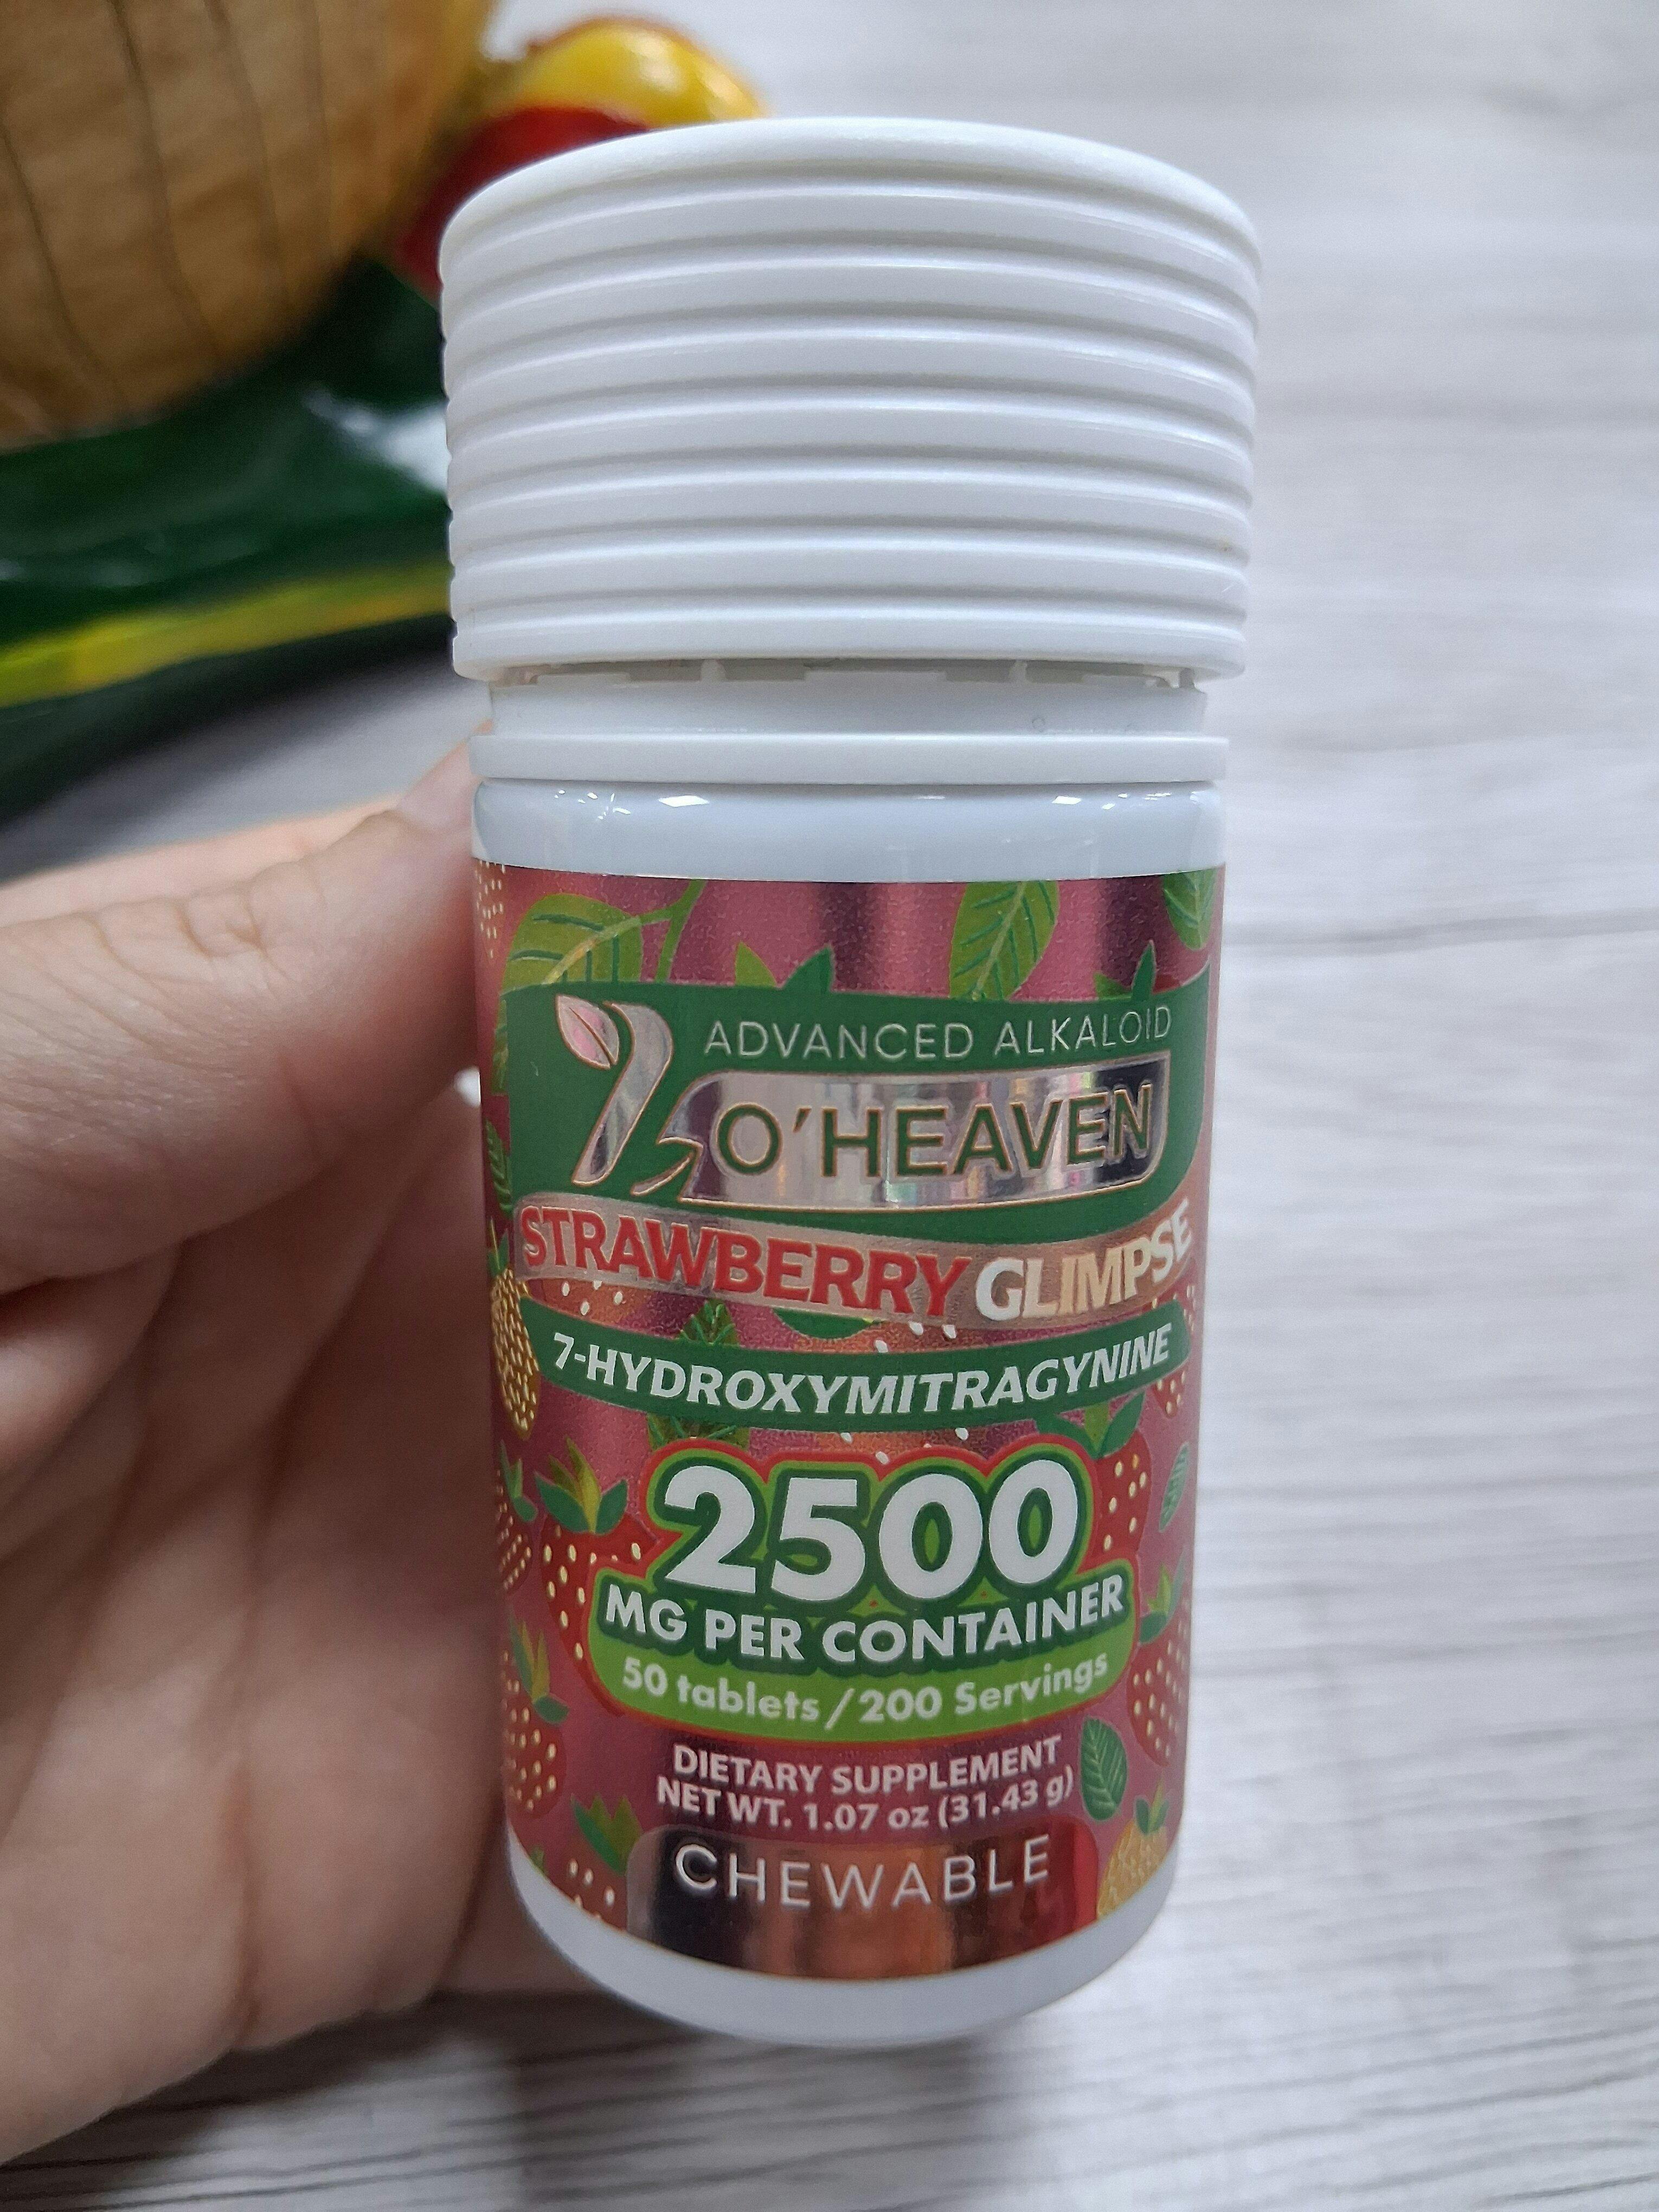 ADVANCED ALKALOID
7 O'HEAVEN
STRAWBERRY GLIMPSE
7-HYDROXYMITRAGYNINE
2500
MG PER CONTAINER
50 tablets / 200 Servings
DIETARY SUPPLEMENT
NET WT. 1.07 oz (31.43 g)
CHEWABLE